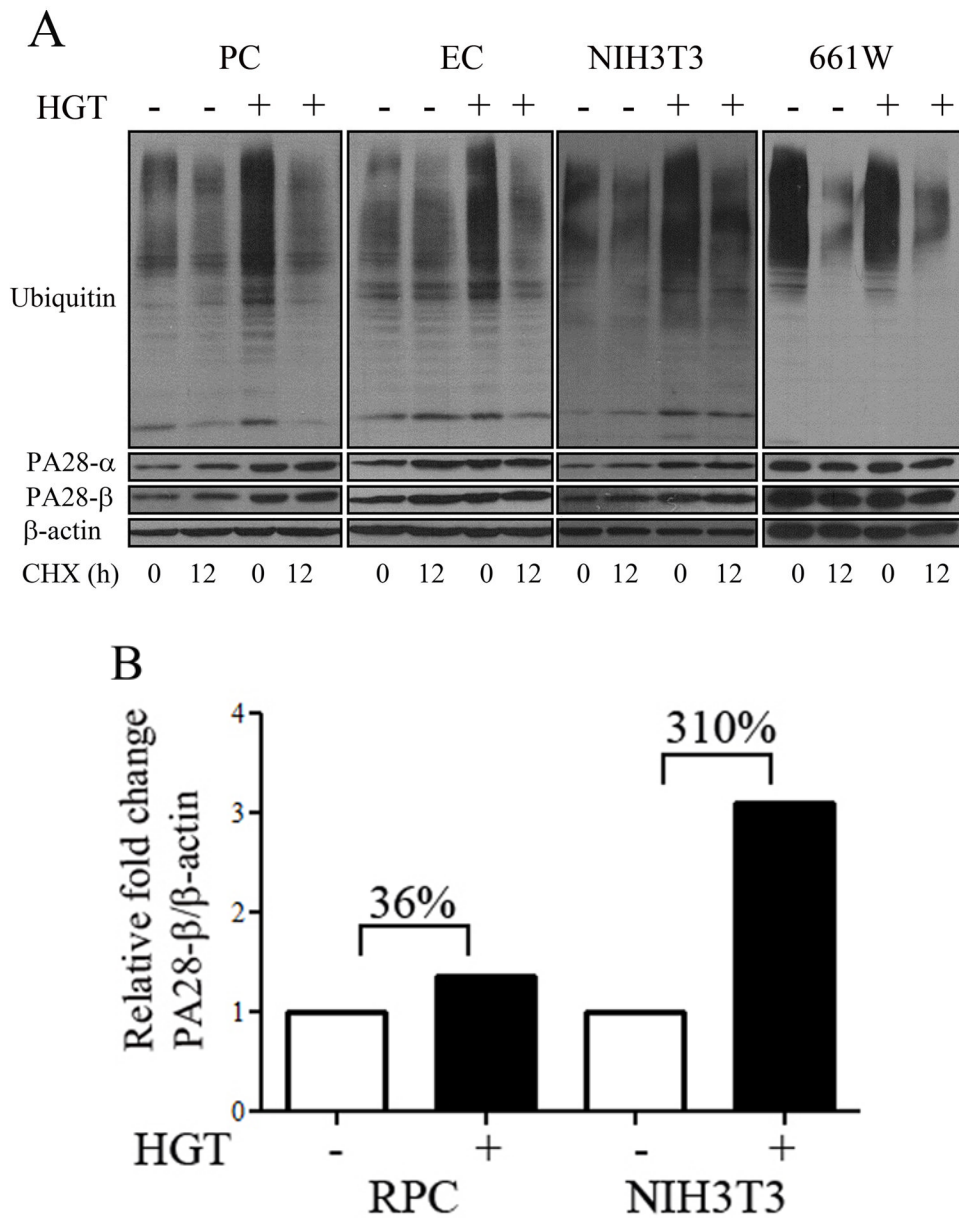 A
PC EC NIH3T3 661W
HGT - - + + - - + + - - + + - - + +
Ubiquitin
PA28-α
PA28-β
β-actin
CHX (h) 0 12 0 12 0 12 0 12 0 12 0 12 0 12 0 12
B
Relative fold change
PA28-β/β-actin
4
310%
3
36%
2
1
0
HGT - + - +
RPC NIH3T3